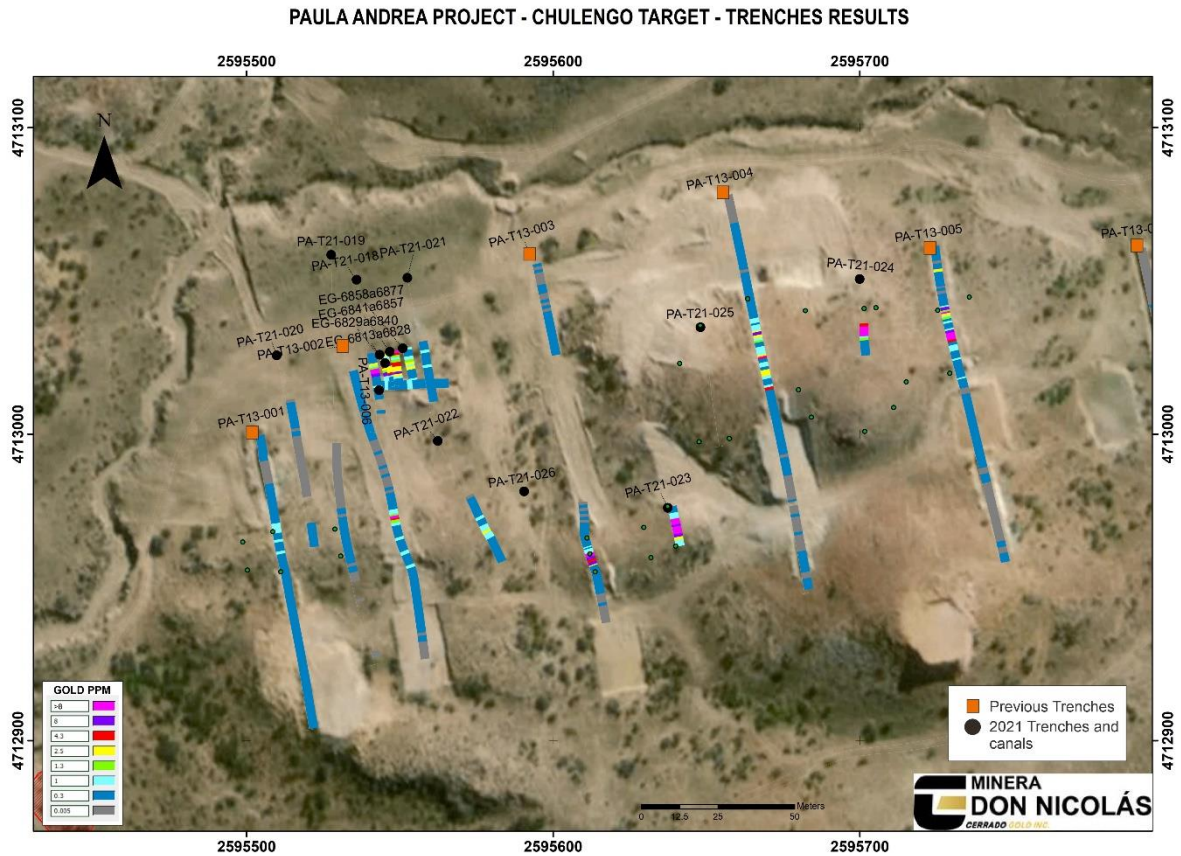 PAULA ANDREA PROJECT - CHULENGO TARGET - TRENCHES RESULTS
2595500
2595600
2595700
4713100
4713100
N
PA-T13-004
PA-T21-019
PA-T21-018
PA-T21-021
PA-T13-003
PA-T13-005
PA-T13-0
PA-T21-024
EG-6858a6877
EG-6841a6857
EG-6829a6840
EG-6813a6828
PA-T21-025
PA-T21-020
PA-T13-002
PA-T13-006
PA-T13-001
4713000
4713000
PA-T21-022
PA-T21-026
PA-T21-023
GOLD PPM
>8
8
4.3
2.5
1.3
1
0.3
0.005
Previous Trenches
2021 Trenches and
canals
4712900
4712900
Meters
0 12.5 25 50
MINERA
DON NICOLÁS
CERRADO GOLD INC.
2595500
2595600
2595700